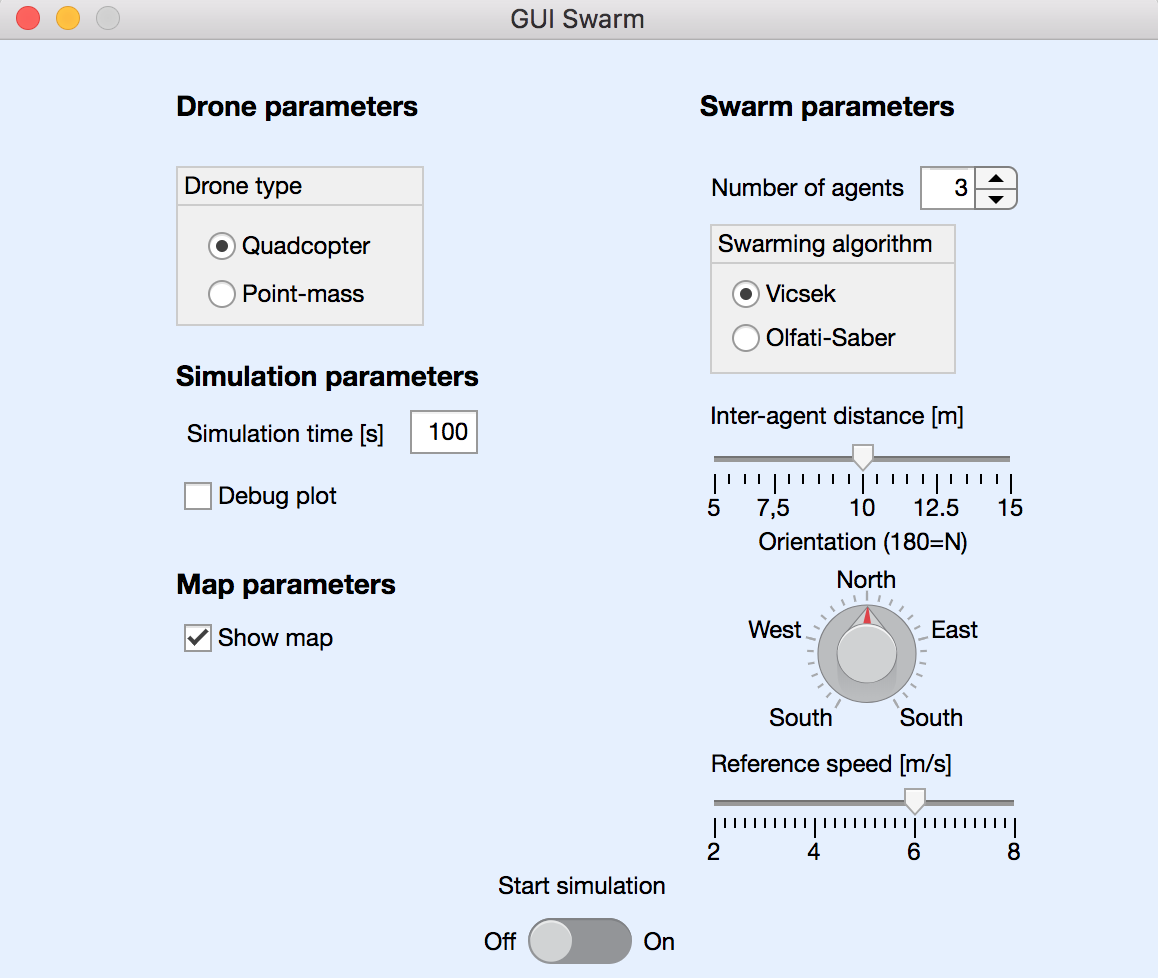 GUI Swarm
Drone parameters
Drone type
Quadcopter
Point-mass
Simulation parameters
Simulation time [s] 100
Debug plot
Map parameters
Show map
Swarm parameters
Number of agents 3
Swarming algorithm
Vicsek
Olfati-Saber
Inter-agent distance [m]
5 7,5 10 12.5 15
Orientation (180=N)
North
West East
South South
Reference speed [m/s]
2 4 6 8
Start simulation
Off On